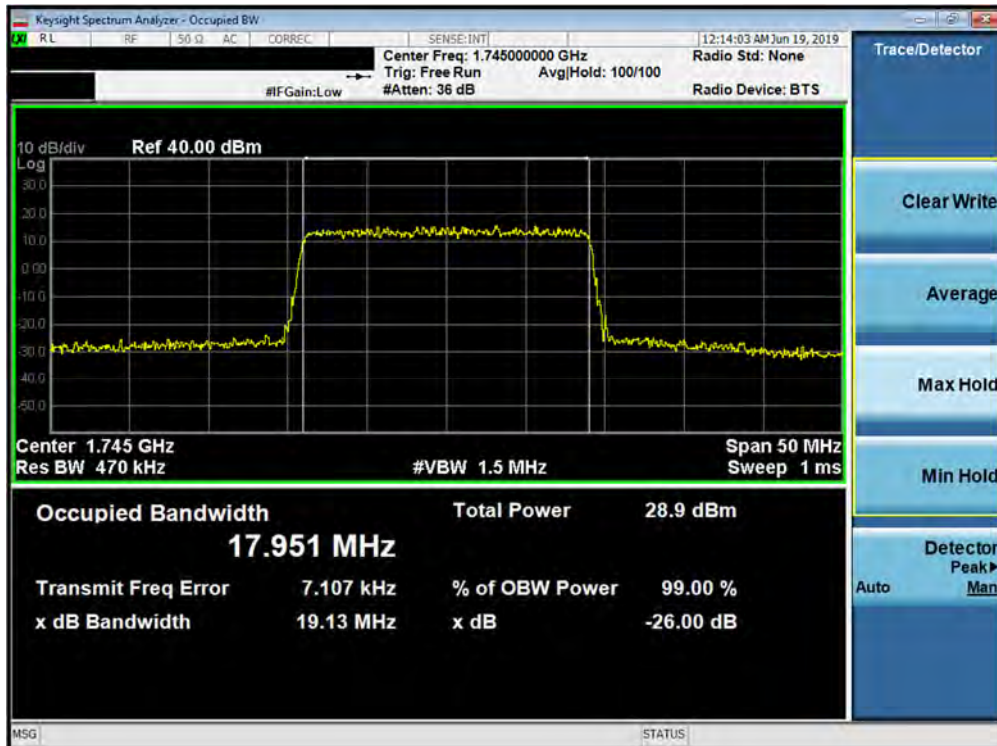 Keysight Spectrum Analyzer - Occupied BW
LXI RL RF 50 Ω AC CORREC SENSE:INT 12:14:03 AM Jun 19, 2019
Center Freq: 1.745000000 GHz Radio Std: None
Trig: Free Run Avg|Hold: 100/100
#IFGain:Low #Atten: 36 dB Radio Device: BTS
Trace/Detector
10 dB/div Ref 40.00 dBm
Log
30.0
20.0
10.0
0.00
-10.0
-20.0
-30.0
-40.0
-50.0
Center 1.745 GHz Span 50 MHz
Res BW 470 kHz #VBW 1.5 MHz Sweep 1 ms
Occupied Bandwidth Total Power 28.9 dBm
17.951 MHz
Transmit Freq Error 7.107 kHz % of OBW Power 99.00 %
x dB Bandwidth 19.13 MHz x dB -26.00 dB
Clear Write
Average
Max Hold
Min Hold
Detector
Peak▶
Auto Man
MSG STATUS